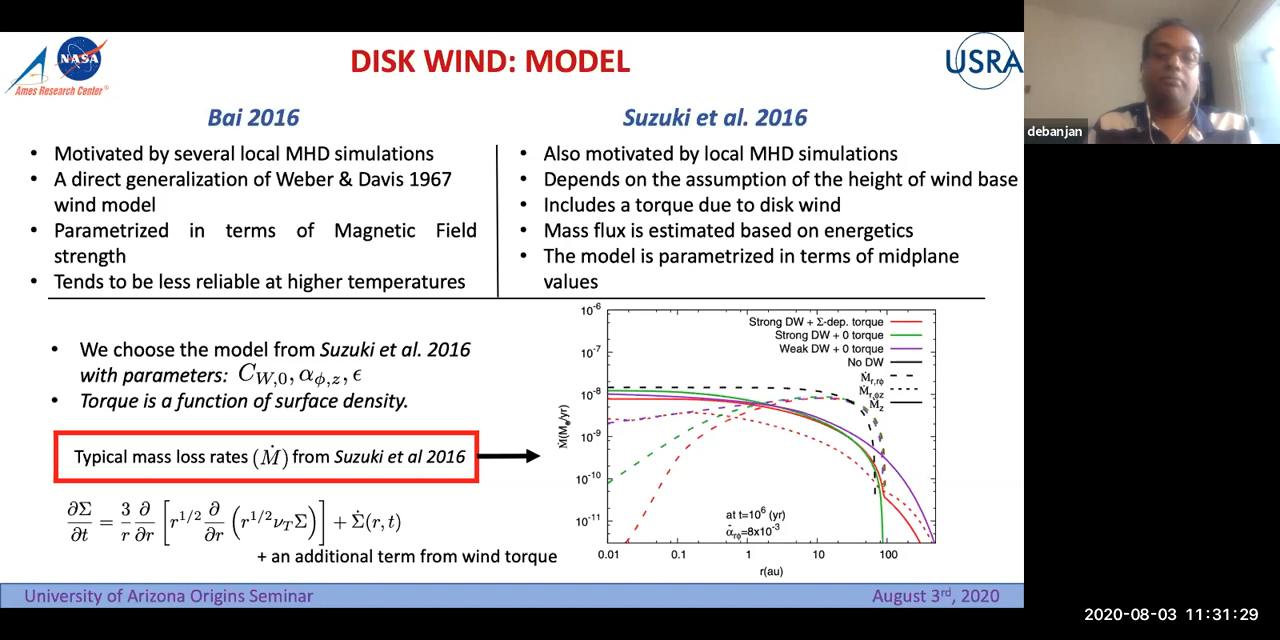 NASA
Ames Research Center
DISK WIND: MODEL
USRA
debanjan
Bai 2016
• Motivated by several local MHD simulations
• A direct generalization of Weber & Davis 1967
wind model
• Parametrized in terms of Magnetic Field
strength
• Tends to be less reliable at higher temperatures
Suzuki et al. 2016
• Also motivated by local MHD simulations
• Depends on the assumption of the height of wind base
• Includes a torque due to disk wind
• Mass flux is estimated based on energetics
• The model is parametrized in terms of midplane
values
• We choose the model from Suzuki et al. 2016
with parameters: C_{W,0}, α_{ϕ,z}, ϵ
• Torque is a function of surface density.
Typical mass loss rates (Ṁ) from Suzuki et al 2016
∂Σ/∂t = 3/r ∂/∂r [r^{1/2} ∂/∂r (r^{1/2} ν_T Σ)] + Σ̇(r, t)
+ an additional term from wind torque
Strong DW + Σ-dep. torque
Strong DW + 0 torque
Weak DW + 0 torque
No DW
Ṁ_{r,rϕ}
Ṁ_{r,ϕz}
Ṁ_z
10^{-6}
10^{-7}
10^{-8}
10^{-9}
10^{-10}
10^{-11}
Ṁ(M_⊙/yr)
at t=10^6 (yr)
α̅_{rϕ}=8x10^{-3}
0.01 0.1 1 10 100
r(au)
University of Arizona Origins Seminar
August 3rd, 2020
2020-08-03 11:31:29